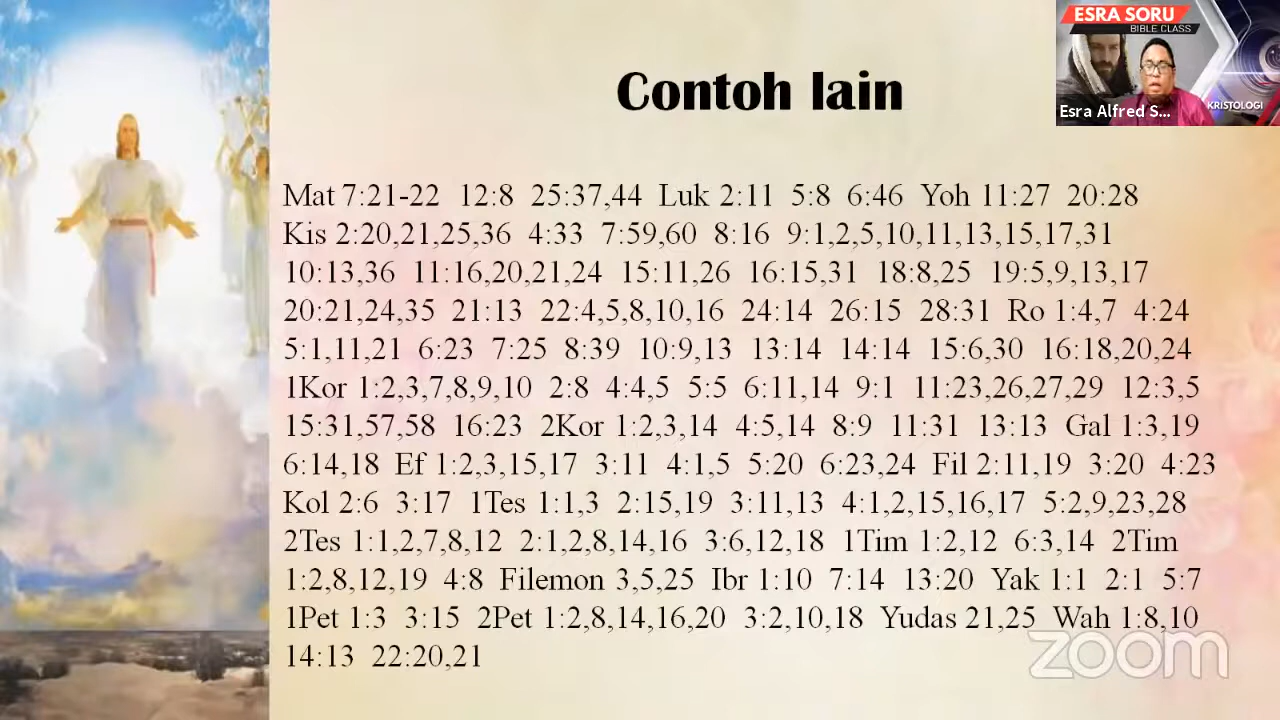 Contoh lain
ESRA SORU
BIBLE CLASS
KRISTOLOGI
Esra Alfred S...
Mat 7:21-22 12:8 25:37,44 Luk 2:11 5:8 6:46 Yoh 11:27 20:28
Kis 2:20,21,25,36 4:33 7:59,60 8:16 9:1,2,5,10,11,13,15,17,31
10:13,36 11:16,20,21,24 15:11,26 16:15,31 18:8,25 19:5,9,13,17
20:21,24,35 21:13 22:4,5,8,10,16 24:14 26:15 28:31 Ro 1:4,7 4:24
5:1,11,21 6:23 7:25 8:39 10:9,13 13:14 14:14 15:6,30 16:18,20,24
1Kor 1:2,3,7,8,9,10 2:8 4:4,5 5:5 6:11,14 9:1 11:23,26,27,29 12:3,5
15:31,57,58 16:23 2Kor 1:2,3,14 4:5,14 8:9 11:31 13:13 Gal 1:3,19
6:14,18 Ef 1:2,3,15,17 3:11 4:1,5 5:20 6:23,24 Fil 2:11,19 3:20 4:23
Kol 2:6 3:17 1Tes 1:1,3 2:15,19 3:11,13 4:1,2,15,16,17 5:2,9,23,28
2Tes 1:1,2,7,8,12 2:1,2,8,14,16 3:6,12,18 1Tim 1:2,12 6:3,14 2Tim
1:2,8,12,19 4:8 Filemon 3,5,25 Ibr 1:10 7:14 13:20 Yak 1:1 2:1 5:7
1Pet 1:3 3:15 2Pet 1:2,8,14,16,20 3:2,10,18 Yudas 21,25 Wah 1:8,10
14:13 22:20,21
zoom